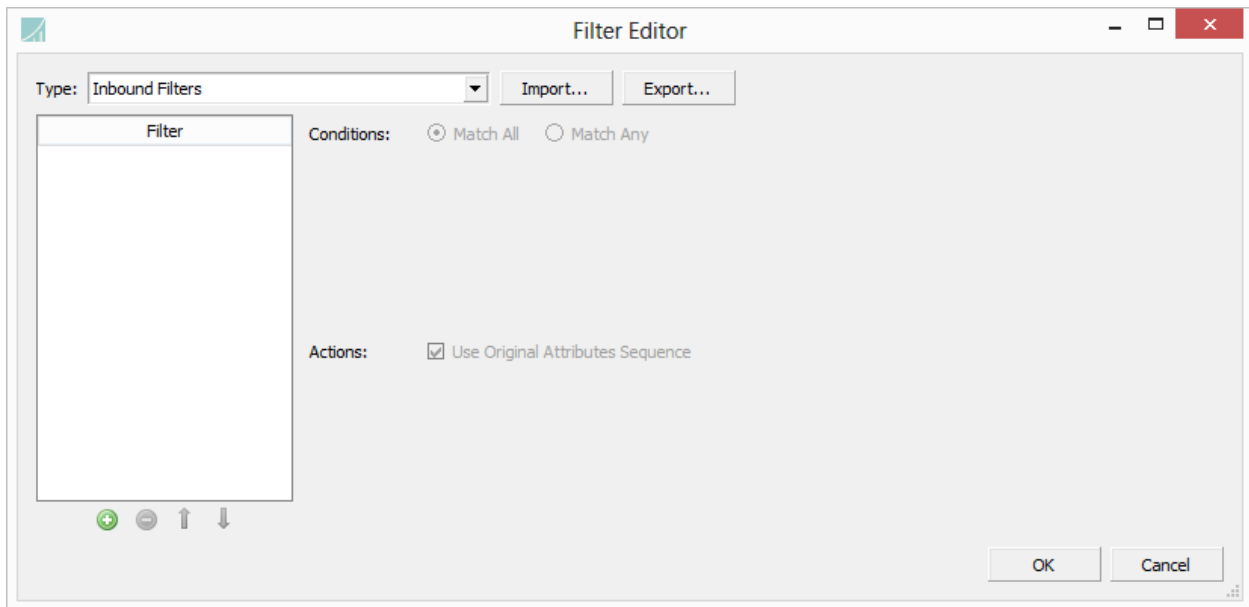 Filter Editor
Type: Inbound Filters Import... Export...
Filter
Conditions: Match All Match Any
Actions: Use Original Attributes Sequence
OK Cancel